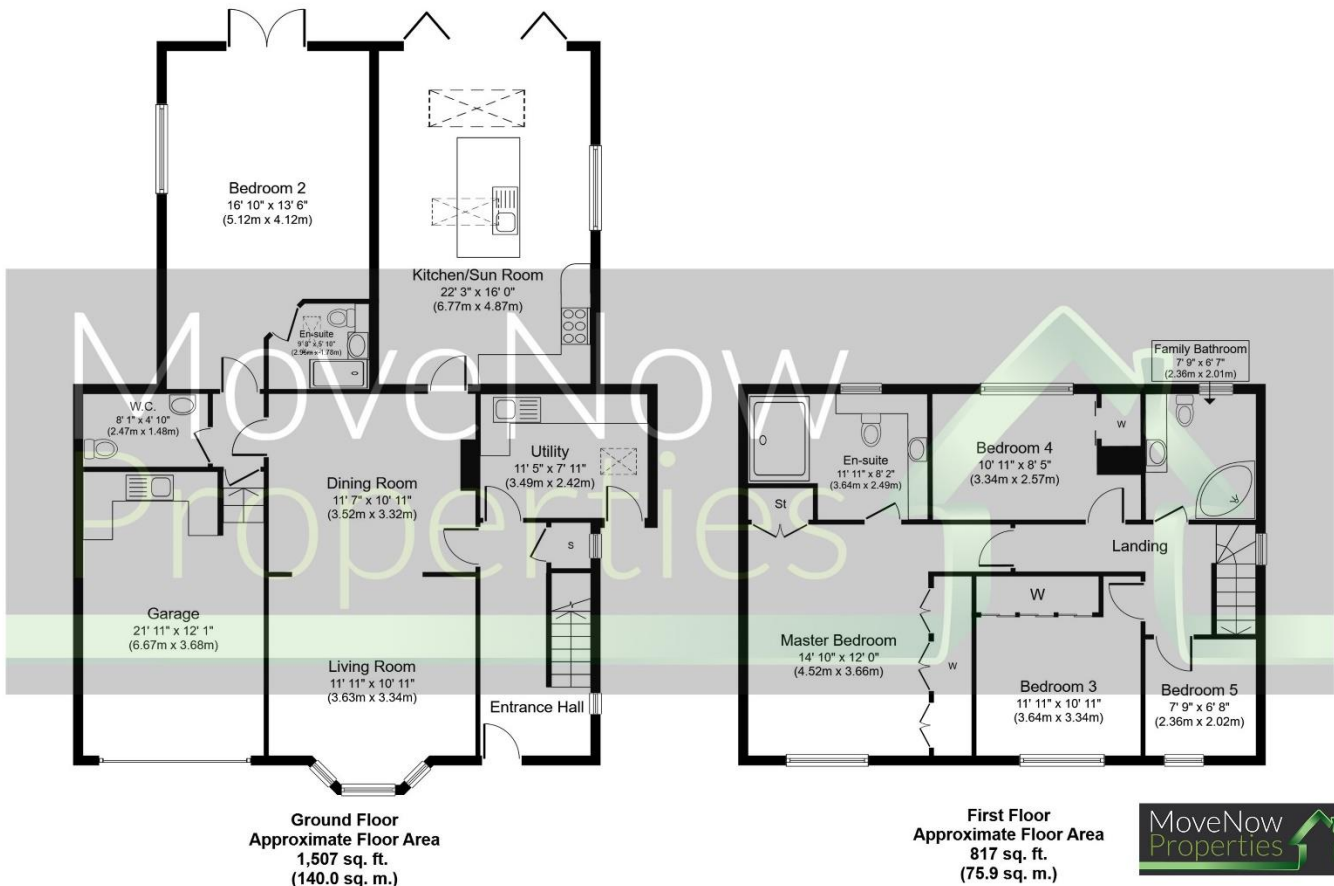 Bedroom 2
16' 10" x 13' 6"
(5.12m x 4.12m)
Kitchen/Sun Room
22' 3" x 16' 0"
(6.77m x 4.87m)
En-suite
9' 8" x 5' 10"
(2.95m x 1.78m)
W.C.
8' 1" x 4' 10"
(2.47m x 1.48m)
Utility
11' 5" x 7' 11"
(3.49m x 2.42m)
Dining Room
11' 7" x 10' 11"
(3.52m x 3.32m)
S
Garage
21' 11" x 12' 1"
(6.67m x 3.68m)
Living Room
11' 11" x 10' 11"
(3.63m x 3.34m)
Entrance Hall
Ground Floor
Approximate Floor Area
1,507 sq. ft.
(140.0 sq. m.)
Family Bathroom
7' 9" x 6' 7"
(2.36m x 2.01m)
En-suite
11' 11" x 8' 2"
(3.64m x 2.49m)
Bedroom 4
10' 11" x 8' 5"
(3.34m x 2.57m)
W
St
Landing
W
Master Bedroom
14' 10" x 12' 0"
(4.52m x 3.66m)
W
Bedroom 3
11' 11" x 10' 11"
(3.64m x 3.34m)
Bedroom 5
7' 9" x 6' 8"
(2.36m x 2.02m)
First Floor
Approximate Floor Area
817 sq. ft.
(75.9 sq. m.)
MoveNow
Properties
MoveNow
Properties